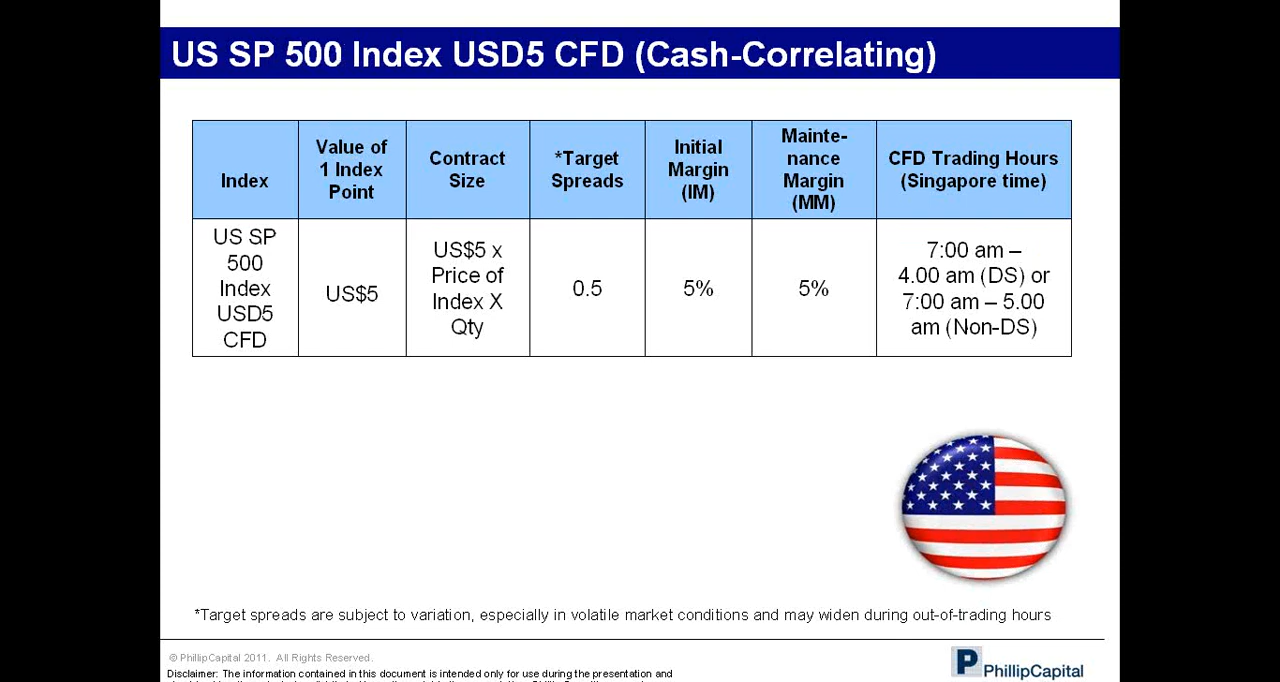 US SP 500 Index USD5 CFD (Cash-Correlating)
Index
Value of
1 Index
Point
Contract
Size
*Target
Spreads
Initial
Margin
(IM)
Mainte-
nance
Margin
(MM)
CFD Trading Hours
(Singapore time)
US SP
500
Index
USD5
CFD
US$5
US$5 x
Price of
Index X
Qty
0.5
5%
5%
7:00 am –
4.00 am (DS) or
7:00 am – 5.00
am (Non-DS)
*Target spreads are subject to variation, especially in volatile market conditions and may widen during out-of-trading hours
© PhillipCapital 2011. All Rights Reserved.
Disclaimer: The information contained in this document is intended only for use during the presentation and
P PhillipCapital